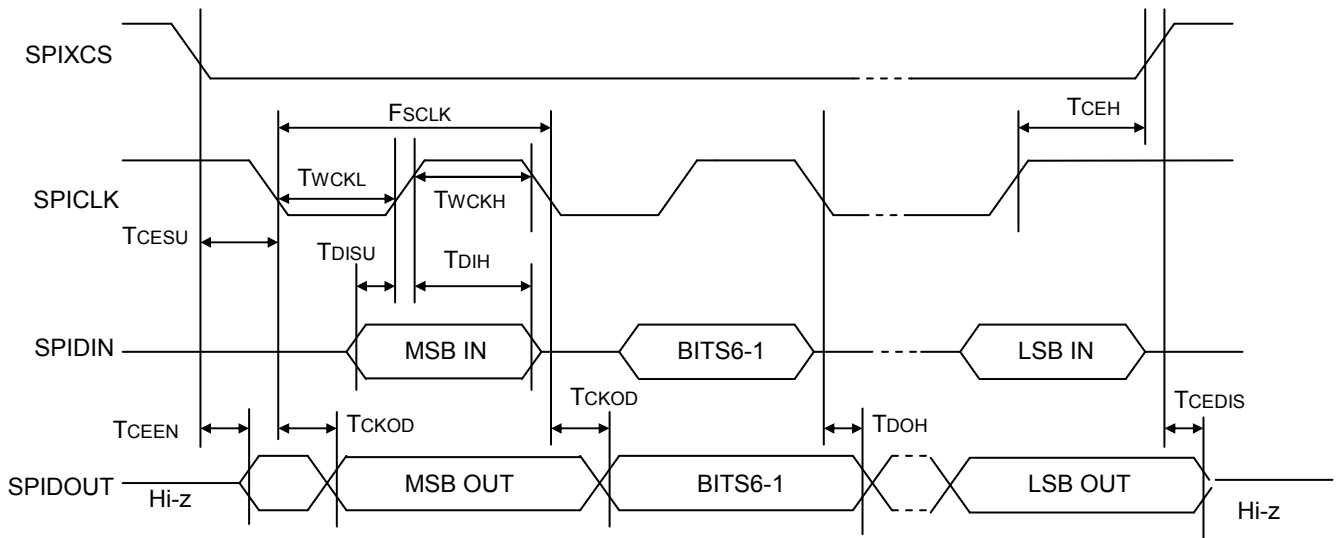 SPIXCS
FSCLK
TCEH
SPICLK
TWCKL
TWCKH
TCESU
TDISU
TDIH
SPIDIN
MSB IN
BITS6-1
LSB IN
TCEEN
TCKOD
TCKOD
TDOH
TCEDIS
SPIDOUT
Hi-z
MSB OUT
BITS6-1
LSB OUT
Hi-z